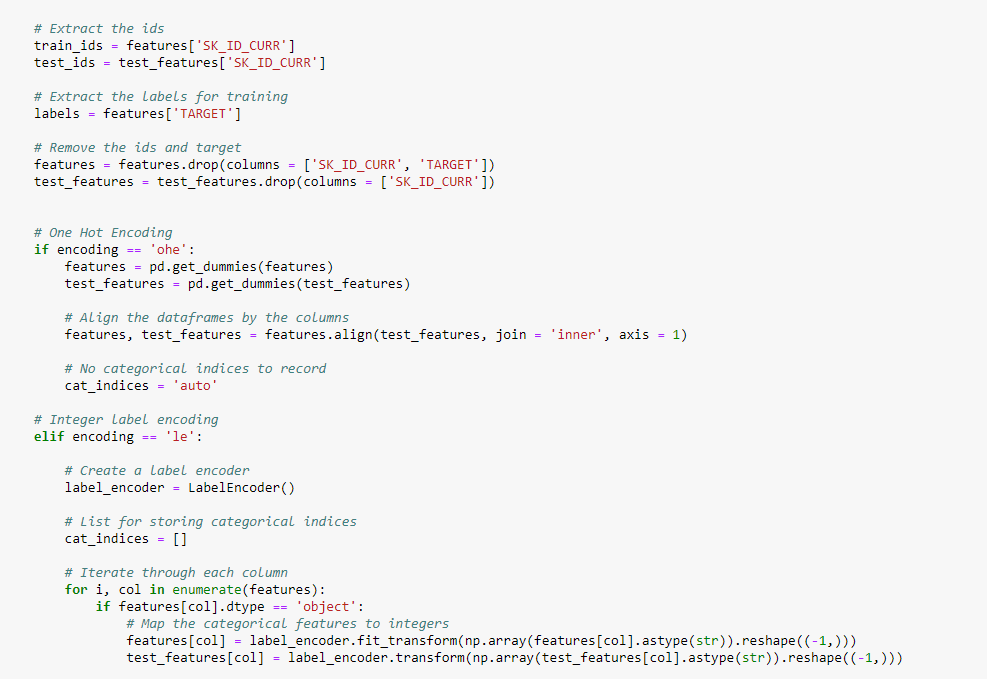 # Extract the ids
train_ids = features['SK_ID_CURR']
test_ids = test_features['SK_ID_CURR']
# Extract the labels for training
labels = features['TARGET']
# Remove the ids and target
features = features.drop(columns = ['SK_ID_CURR', 'TARGET'])
test_features = test_features.drop(columns = ['SK_ID_CURR'])
# One Hot Encoding
if encoding == 'ohe':
    features = pd.get_dummies(features)
    test_features = pd.get_dummies(test_features)
    # Align the dataframes by the columns
    features, test_features = features.align(test_features, join = 'inner', axis = 1)
    # No categorical indices to record
    cat_indices = 'auto'
# Integer label encoding
elif encoding == 'le':
    # Create a label encoder
    label_encoder = LabelEncoder()
    # List for storing categorical indices
    cat_indices = []
    # Iterate through each column
    for i, col in enumerate(features):
        if features[col].dtype == 'object':
            # Map the categorical features to integers
            features[col] = label_encoder.fit_transform(np.array(features[col].astype(str)).reshape((-1,)))
            test_features[col] = label_encoder.transform(np.array(test_features[col].astype(str)).reshape((-1,)))